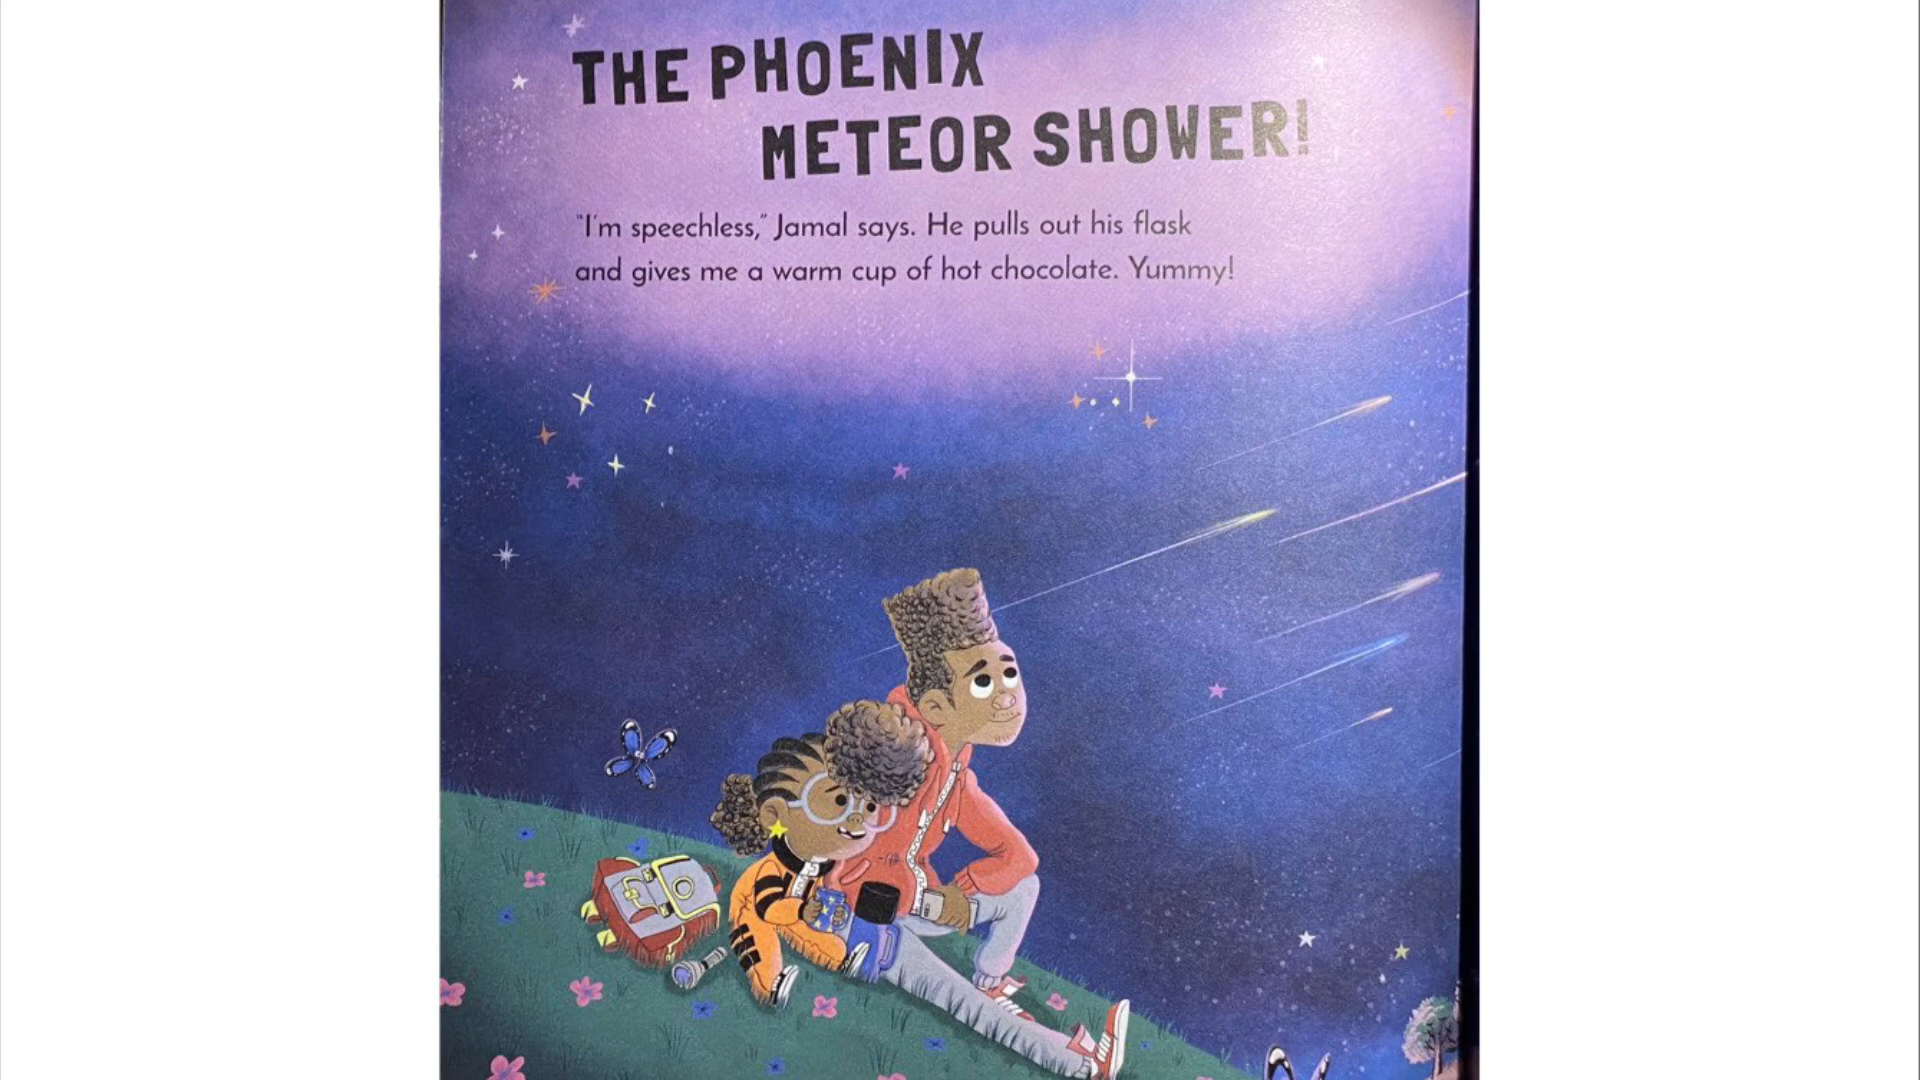 THE PHOENIX
METEOR SHOWER!
"I'm speechless," Jamal says. He pulls out his flask
and gives me a warm cup of hot chocolate. Yummy!